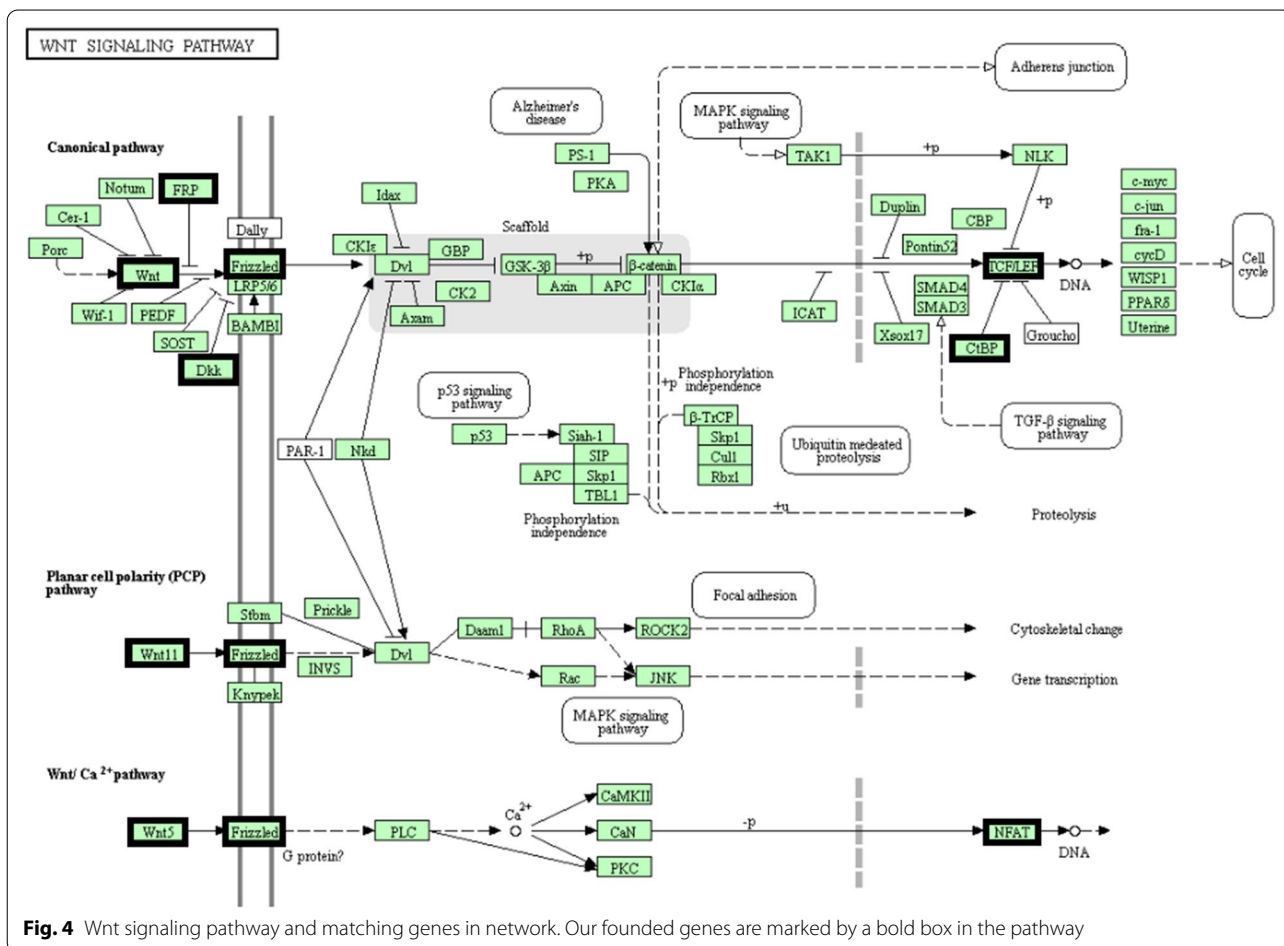 WNT SIGNALING PATHWAY
Adherens junction
Alzheimer's
disease
MAPK signaling
pathway
Canonical pathway
PS-1
TAK1
+p
NLK
PKA
Notum
FRP
Idax
c-myc
Cer-1
Duplin
CBP
+p
c-jun
Dally
Scaffold
fra-1
Porc
CKIε
GBP
Pontin52
cycD
Cell
cycle
Wnt
Frizzled
Dvl
GSK-3β
+p
β-catenin
TCF/LEF
DNA
WISP1
LRP5/6
Axin
APC
CKIα
SMAD4
PPARδ
CK2
SMAD3
Wif-1
PEDF
BAMBI
Axam
ICAT
Uterine
SOST
Xsox17
CtBP
Groucho
Dkk
+p
Phosphorylation
independence
p53 signaling
pathway
β-TrCP
TGF-β signaling
pathway
p53
Siah-1
Skp1
Ubiquitin medeated
proteolysis
PAR-1
Nkd
SIP
Cul1
APC
Skp1
Rbx1
TBL1
+u
Proteolysis
Phosphorylation
independence
Planar cell polarity (PCP)
pathway
Focal adhesion
Stbm
Prickle
Daam1
RhoA
ROCK2
Cytoskeletal change
Wnt11
Frizzled
INVS
Dvl
Rac
JNK
Gene transcription
Knypek
MAPK signaling
pathway
Wnt/ Ca 2+ pathway
CaMKII
Ca2+
Wnt5
Frizzled
PLC
CaN
-p
NFAT
DNA
G protein?
PKC
Fig. 4 Wnt signaling pathway and matching genes in network. Our founded genes are marked by a bold box in the pathway